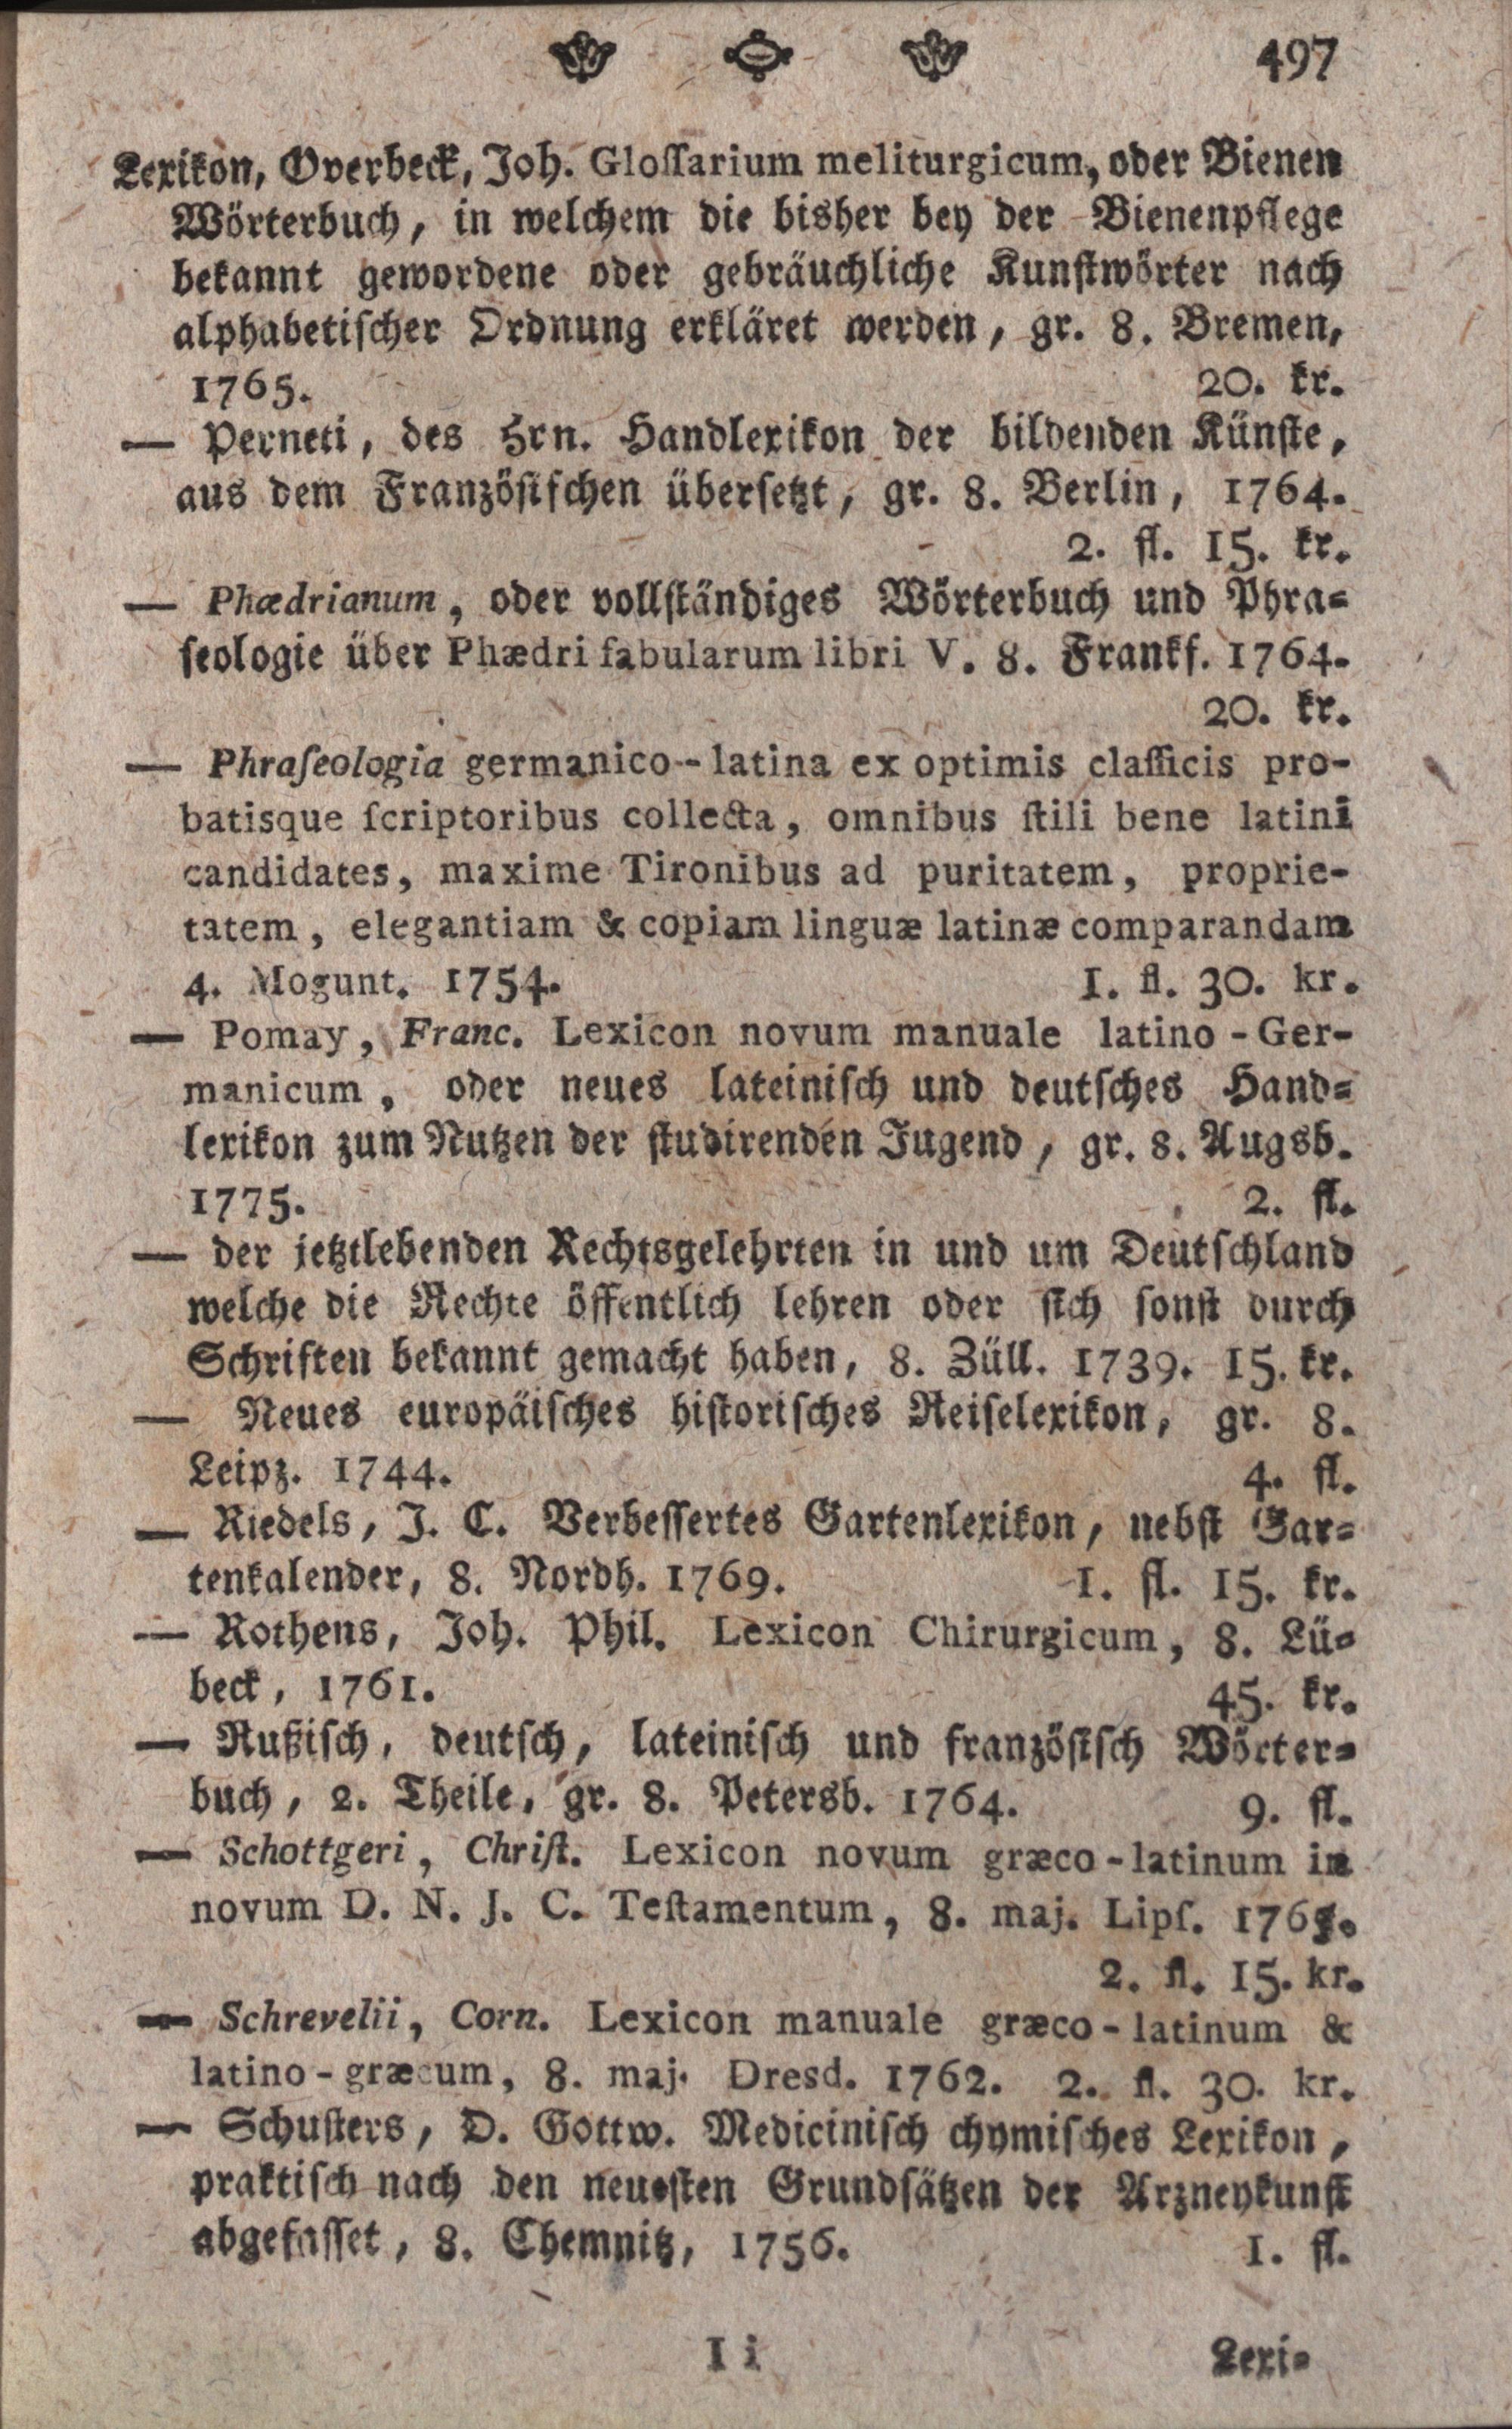 497
Lexikon, Overbeck, Joh. Gloſſarium meliturgicum, oder Bienen
Wörterbuch, in welchem die bisher bey der Bienenpflege
bekannt gewordene oder gebräuchliche Kunſtwörter nach
alphabetiſcher Ordnung erkläret werden, gr. 8. Bremen,
1765. 20. kr.
— Perneti, des Hrn. Handlexikon der bildenden Künſte,
aus dem Franzöſiſchen überſetzt, gr. 8. Berlin, 1764.
2. fl. 15. kr.
— Phædrianum, oder vollſtändiges Wörterbuch und Phra-
ſeologie über Phædri fabularum libri V. 8. Frankf. 1764.
20. kr.
— Phraſeologia germanico-latina ex optimis claſſicis pro-
batisque ſcriptoribus collecta, omnibus ſtili bene latini
candidates, maxime Tironibus ad puritatem, proprie-
tatem, elegantiam & copiam linguæ latinæ comparandam
4. Mogunt. 1754. 1. fl. 30. kr.
— Pomay, Franc. Lexicon novum manuale latino-Ger-
manicum, oder neues lateiniſch und deutſches Hand-
lexikon zum Nutzen der ſtudirenden Jugend, gr. 8. Augsb.
1775. 2. fl.
— der jetztlebenden Rechtsgelehrten in und um Deutſchland
welche die Rechte öffentlich lehren oder ſich ſonſt durch
Schriften bekannt gemacht haben, 8. Züll. 1739. 15. kr.
— Neues europäiſches hiſtoriſches Reiſelexikon, gr. 8.
Leipz. 1744. 4. fl.
— Riedels, J. C. Verbeſſertes Gartenlexikon, nebſt Gar-
tenkalender, 8. Nordh. 1769. 1. fl. 15. kr.
— Rothens, Joh. Phil. Lexicon Chirurgicum, 8. Lü-
beck, 1761. 45. kr.
— Rußiſch, deutſch, lateiniſch und franzöſiſch Wörter-
buch, 2. Theile, gr. 8. Petersb. 1764. 9. fl.
— Schottgeri, Chriſt. Lexicon novum græco-latinum in
novum D. N. J. C. Teſtamentum, 8. maj. Lipſ.
2. fl. 15. kr.
— Schrevelii, Corn. Lexicon manuale græco-latinum &
latino-græcum, 8. maj. Dresd. 1762. 2. fl. 30. kr.
— Schuſters, D. Gottw. Mediciniſch chymiſches Lexikon,
praktiſch nach den neueſten Grundſätzen der Arzneykunſt
abgefaſſet, 8. Chemnitz, 1756. 1. fl.
I i Lexi-